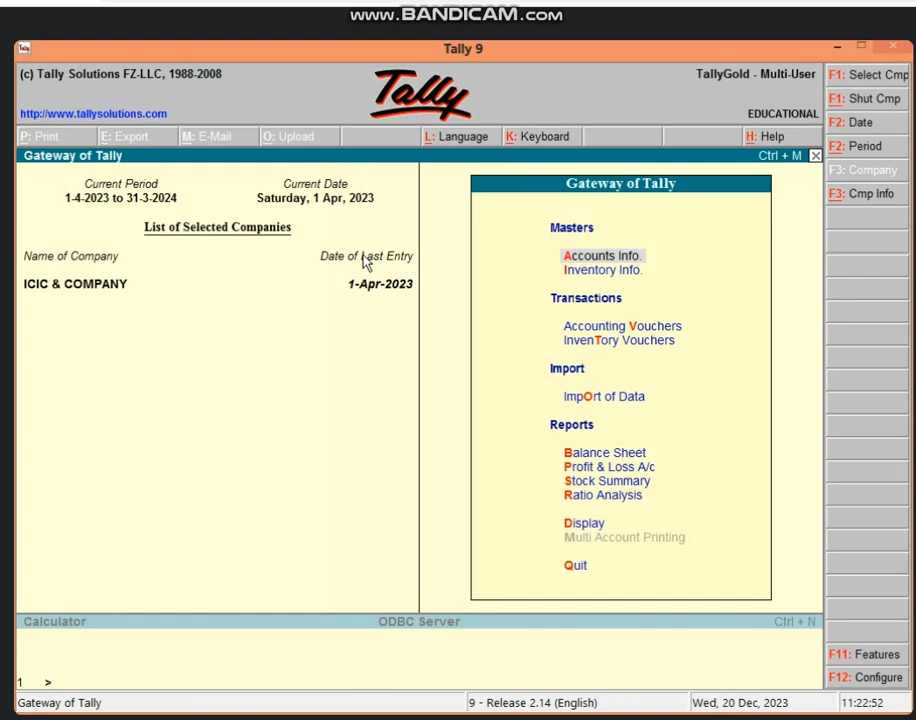 www.BANDICAM.com
Tally
Tally 9
(c) Tally Solutions FZ-LLC, 1988-2008
http://www.tallysolutions.com
Tally
TallyGold - Multi-User
EDUCATIONAL
P: Print
E: Export
M: E-Mail
O: Upload
L: Language
K: Keyboard
H: Help
Gateway of Tally
Ctrl + M
Current Period
1-4-2023 to 31-3-2024
Current Date
Saturday, 1 Apr, 2023
List of Selected Companies
Name of Company
Date of Last Entry
ICIC & COMPANY
1-Apr-2023
Gateway of Tally
Masters
Accounts Info.
Inventory Info.
Transactions
Accounting Vouchers
InvenTory Vouchers
Import
ImpOrt of Data
Reports
Balance Sheet
Profit & Loss A/c
Stock Summary
Ratio Analysis
Display
Multi Account Printing
Quit
F1: Select Cmp
F1: Shut Cmp
F2: Date
F2: Period
F3: Company
F3: Cmp Info
F11: Features
F12: Configure
Calculator
ODBC Server
Ctrl + N
1 >
Gateway of Tally
9 - Release 2.14 (English)
Wed, 20 Dec, 2023
11:22:52